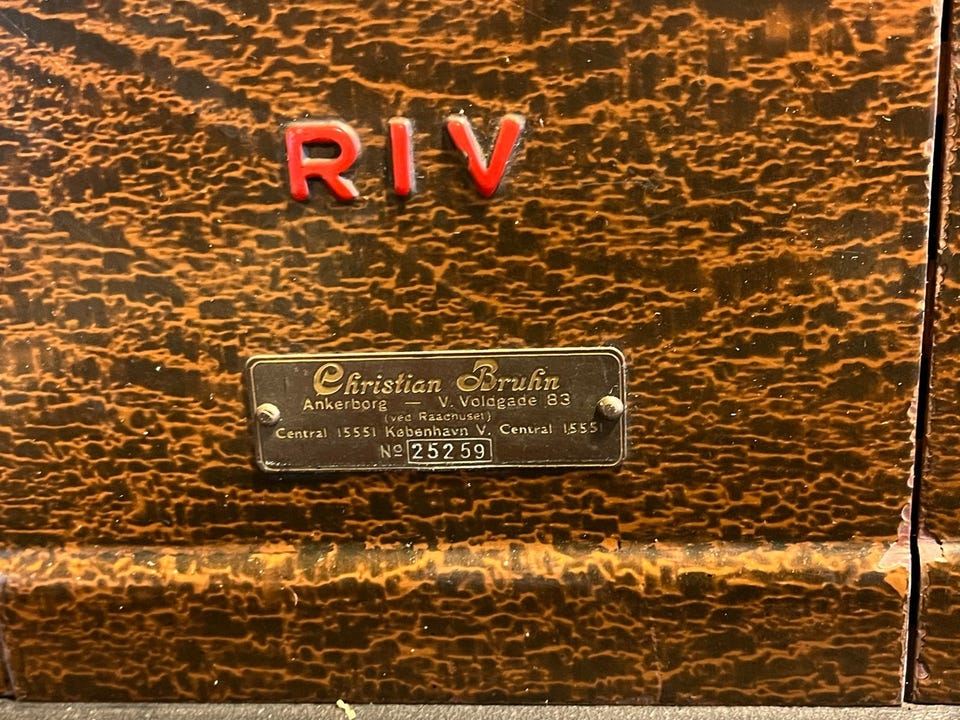 RIV
Christian Bruhn
Ankerborg — V. Voldgade 83
(ved Raadhuset)
Central 15551 København V. Central 15551
Nº 25259